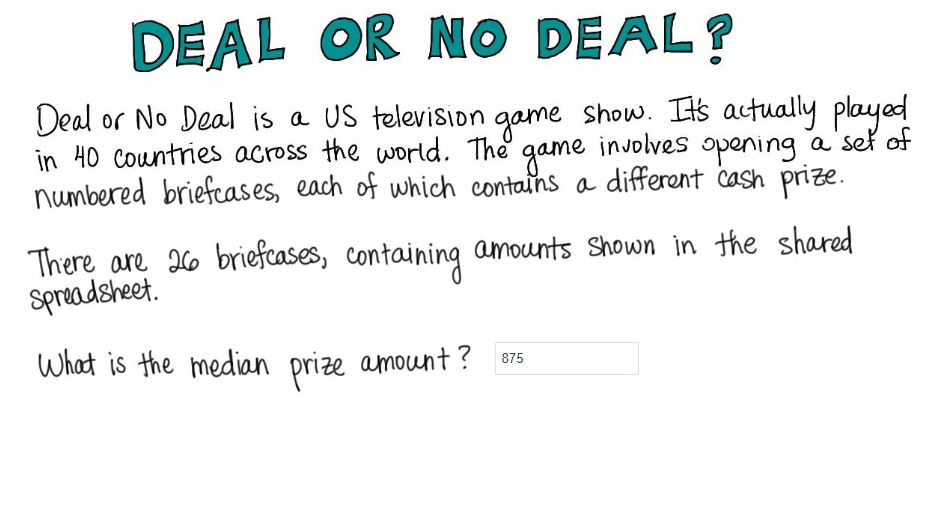 DEAL OR NO DEAL?
Deal or No Deal is a US television game show. It's actually played
in 40 countries across the world. The game involves opening a set of
numbered briefcases, each of which contains a different cash prize.
There are 26 briefcases, containing amounts shown in the shared
spreadsheet.
What is the median prize amount? 875